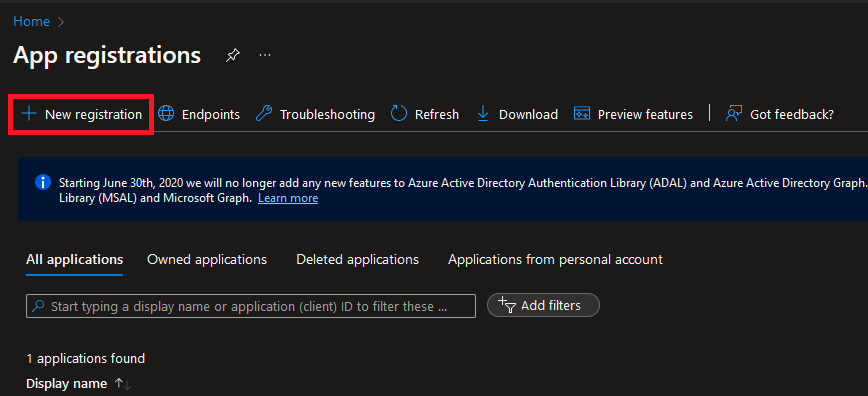 Home
App registrations
New registration Endpoints Troubleshooting Refresh Download Preview features Got feedback?
Starting June 30th, 2020 we will no longer add any new features to Azure Active Directory Authentication Library (ADAL) and Azure Active Directory Graph.
Library (MSAL) and Microsoft Graph. Learn more
All applications Owned applications Deleted applications Applications from personal account
Start typing a display name or application (client) ID to filter these ... Add filters
1 applications found
Display name